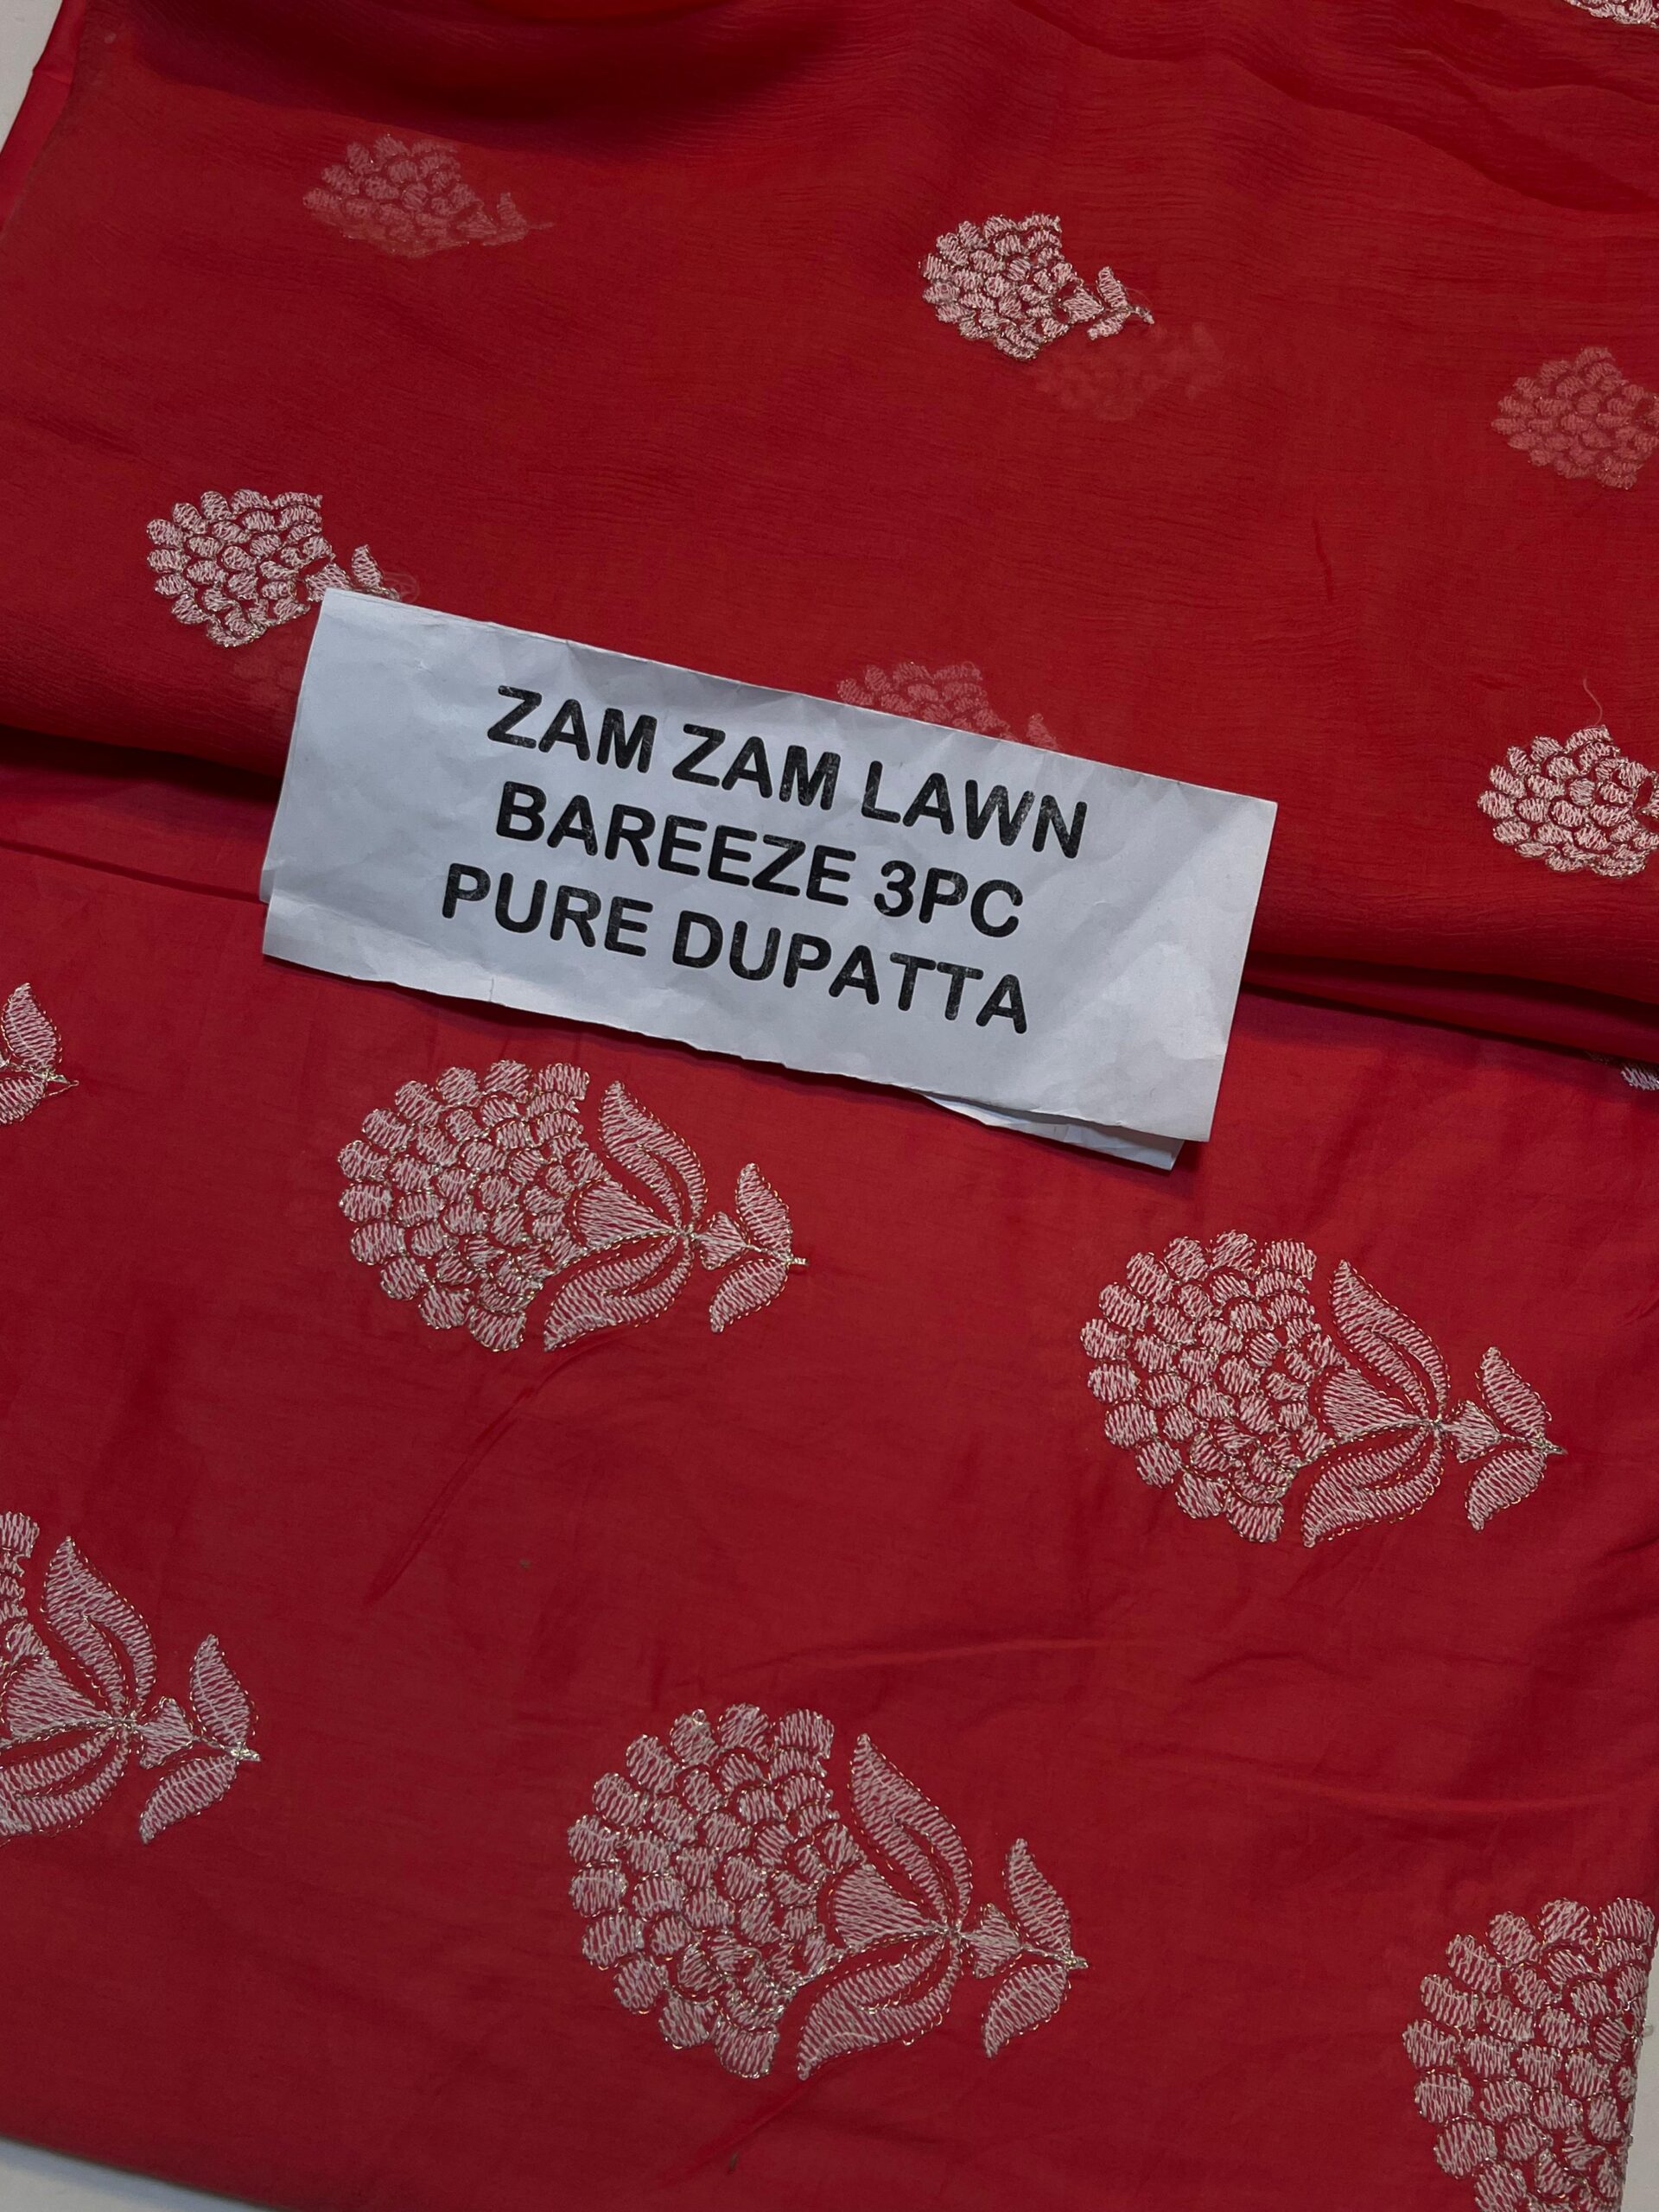 ZAM ZAM LAWN
BAREEZE 3PC
PURE DUPATTA